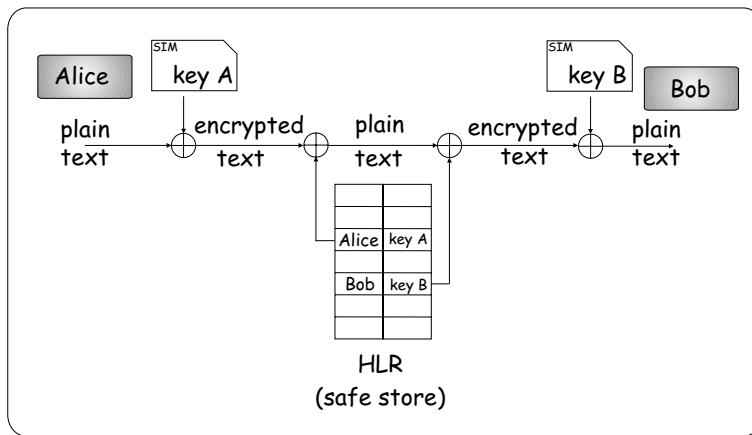 SIM
key A
Alice
SIM
key B
Bob
plain
text
encrypted
text
plain
text
encrypted
text
plain
text
Alice key A
Bob key B
HLR
(safe store)